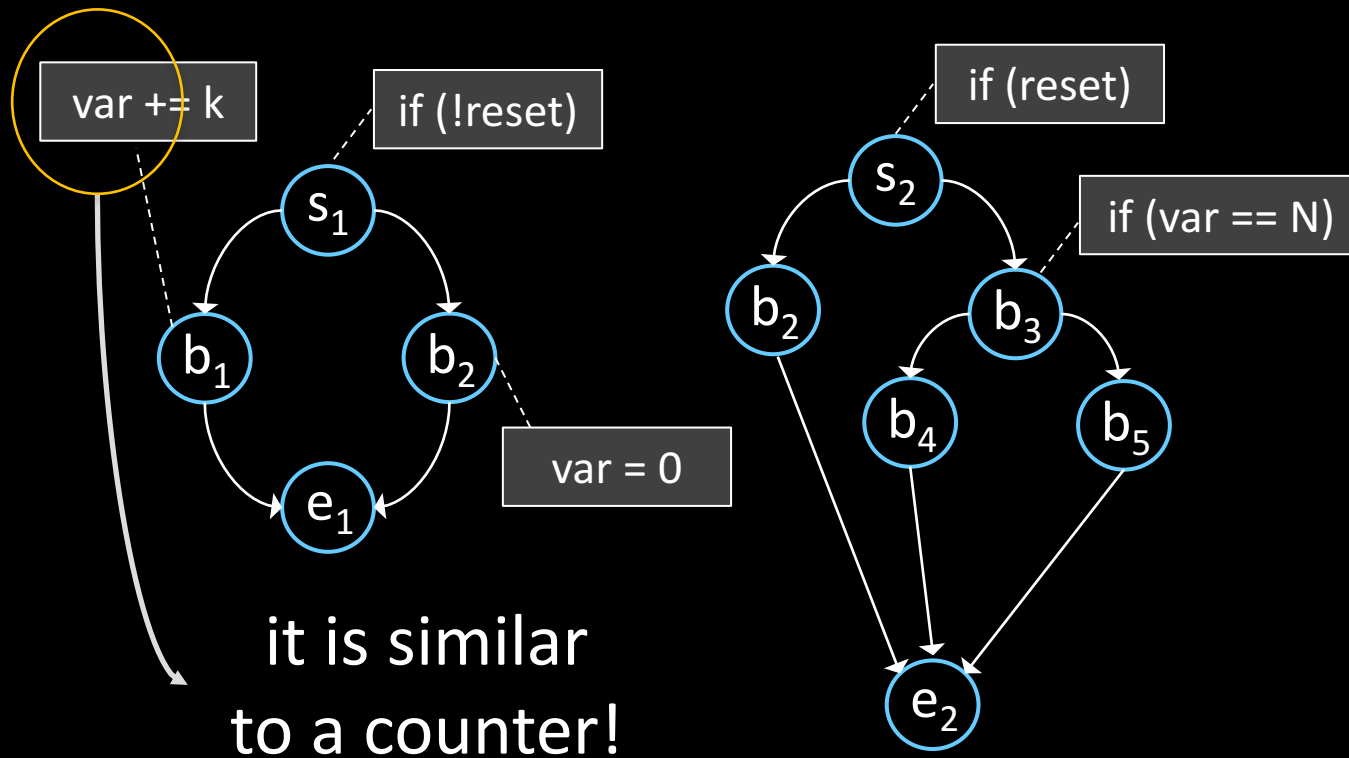 var += k
if (!reset)
s₁
b₁
b₂
var = 0
e₁
it is similar
to a counter!
if (reset)
s₂
if (var == N)
b₂
b₃
b₄
b₅
e₂